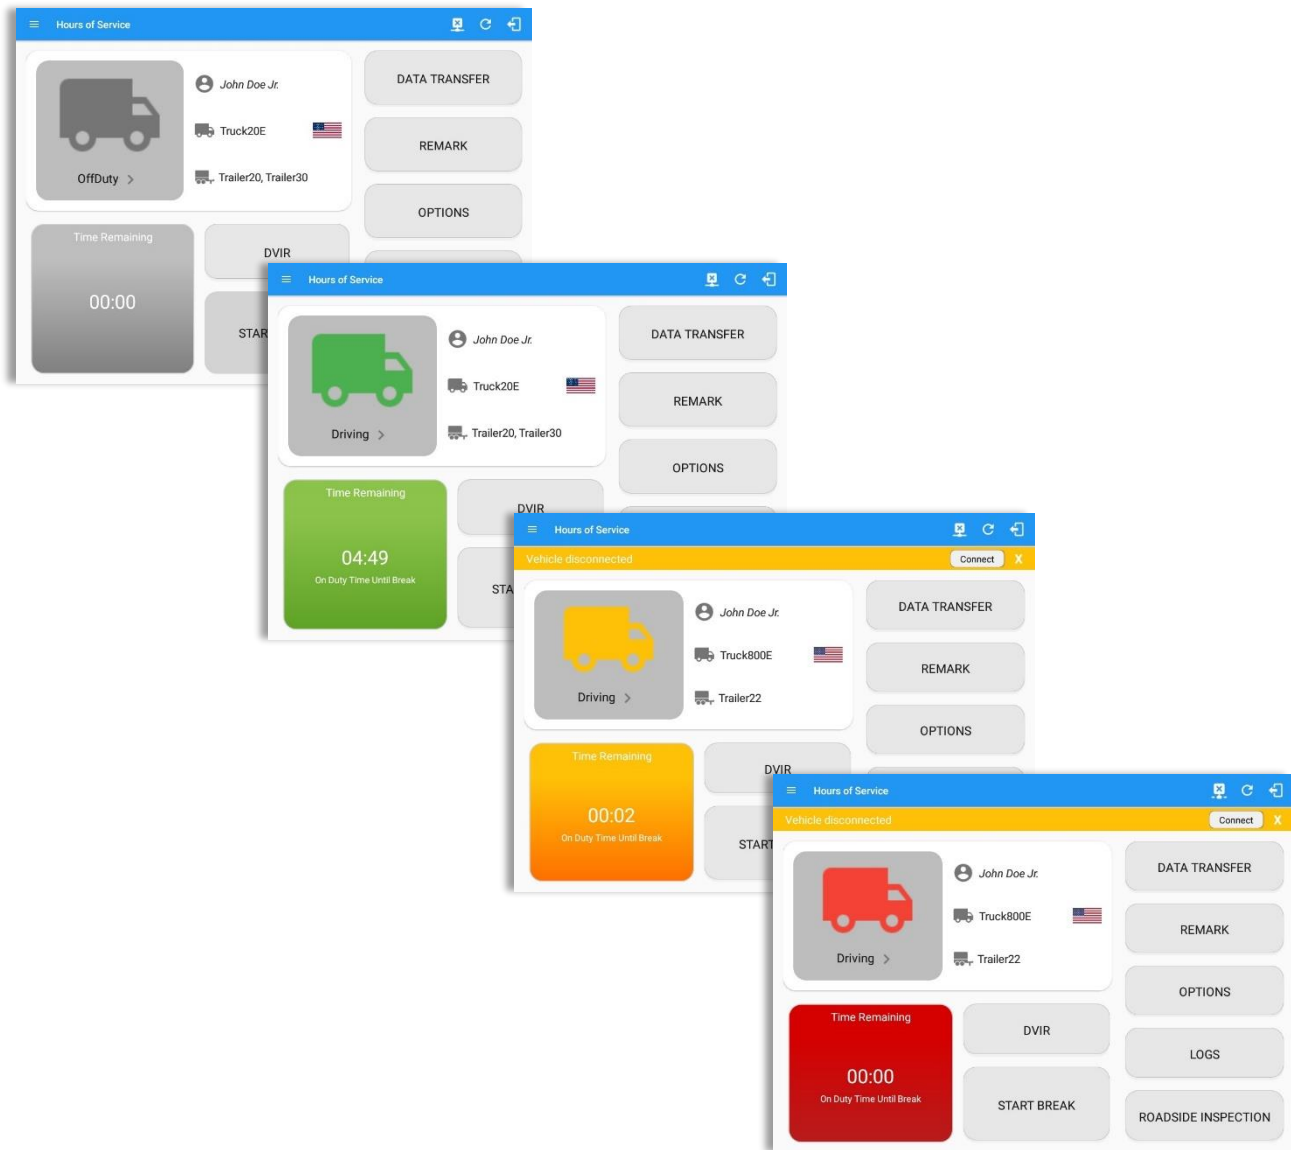 Hours of Service
John Doe Jr.
Truck20E
Trailer20, Trailer30
OffDuty >
DATA TRANSFER
REMARK
OPTIONS
Time Remaining
00:00
DVIR
STAR
Hours of Service
John Doe Jr.
Truck20E
Trailer20, Trailer30
Driving >
DATA TRANSFER
REMARK
OPTIONS
Time Remaining
04:49
On Duty Time Until Break
DVIR
STA
Hours of Service
Vehicle disconnected
Connect X
John Doe Jr.
Truck800E
Trailer22
Driving >
DATA TRANSFER
REMARK
OPTIONS
Time Remaining
00:02
On Duty Time Until Break
DVIR
START
Hours of Service
Vehicle disconnected
Connect X
John Doe Jr.
Truck800E
Trailer22
Driving >
DATA TRANSFER
REMARK
OPTIONS
LOGS
ROADSIDE INSPECTION
Time Remaining
00:00
On Duty Time Until Break
DVIR
START BREAK